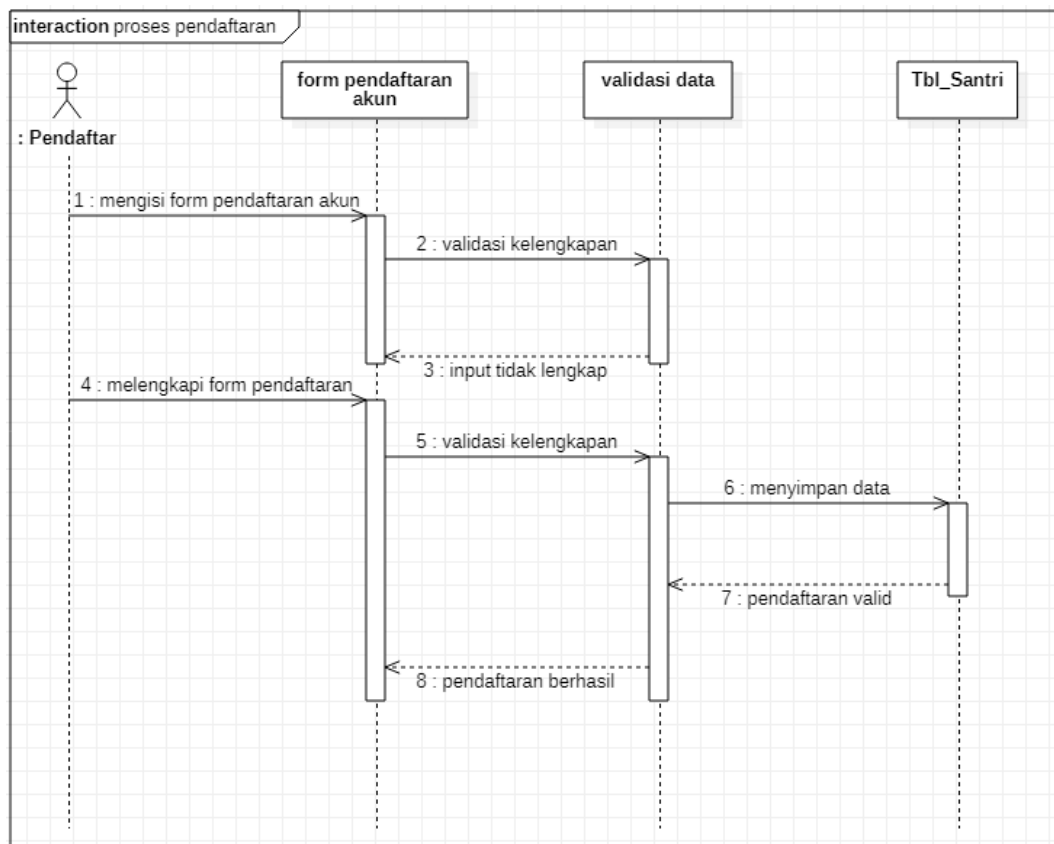 interaction proses pendaftaran
form pendaftaran
akun
validasi data
Tbl_Santri
: Pendaftar
1 : mengisi form pendaftaran akun
2 : validasi kelengkapan
3 : input tidak lengkap
4 : melengkapi form pendaftaran
5 : validasi kelengkapan
6 : menyimpan data
7 : pendaftaran valid
8 : pendaftaran berhasil